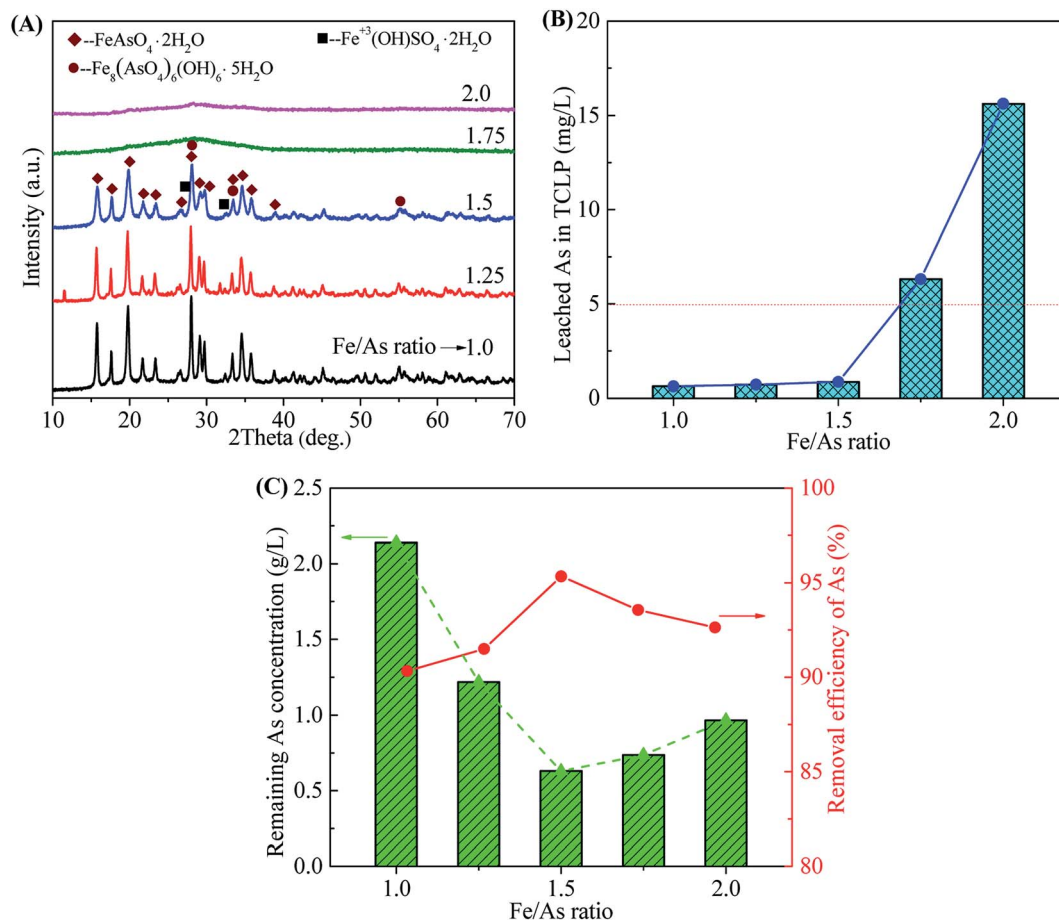 (A)
--FeAsO4·2H2O
--Fe+3(OH)SO4·2H2O
--Fe8(AsO4)6(OH)6·5H2O
2.0
1.75
1.5
1.25
Fe/As ratio → 1.0
Intensity (a.u.)
10 20 30 40 50 60 70
2Theta (deg.)
(B)
20
15
10
5
0
Leached As in TCLP (mg/L)
1.0 1.5 2.0
Fe/As ratio
(C)
2.5
2.0
1.5
1.0
0.5
0.0
Remaining As concentration (g/L)
100
95
90
85
80
Removal efficiency of As (%)
1.0 1.5 2.0
Fe/As ratio